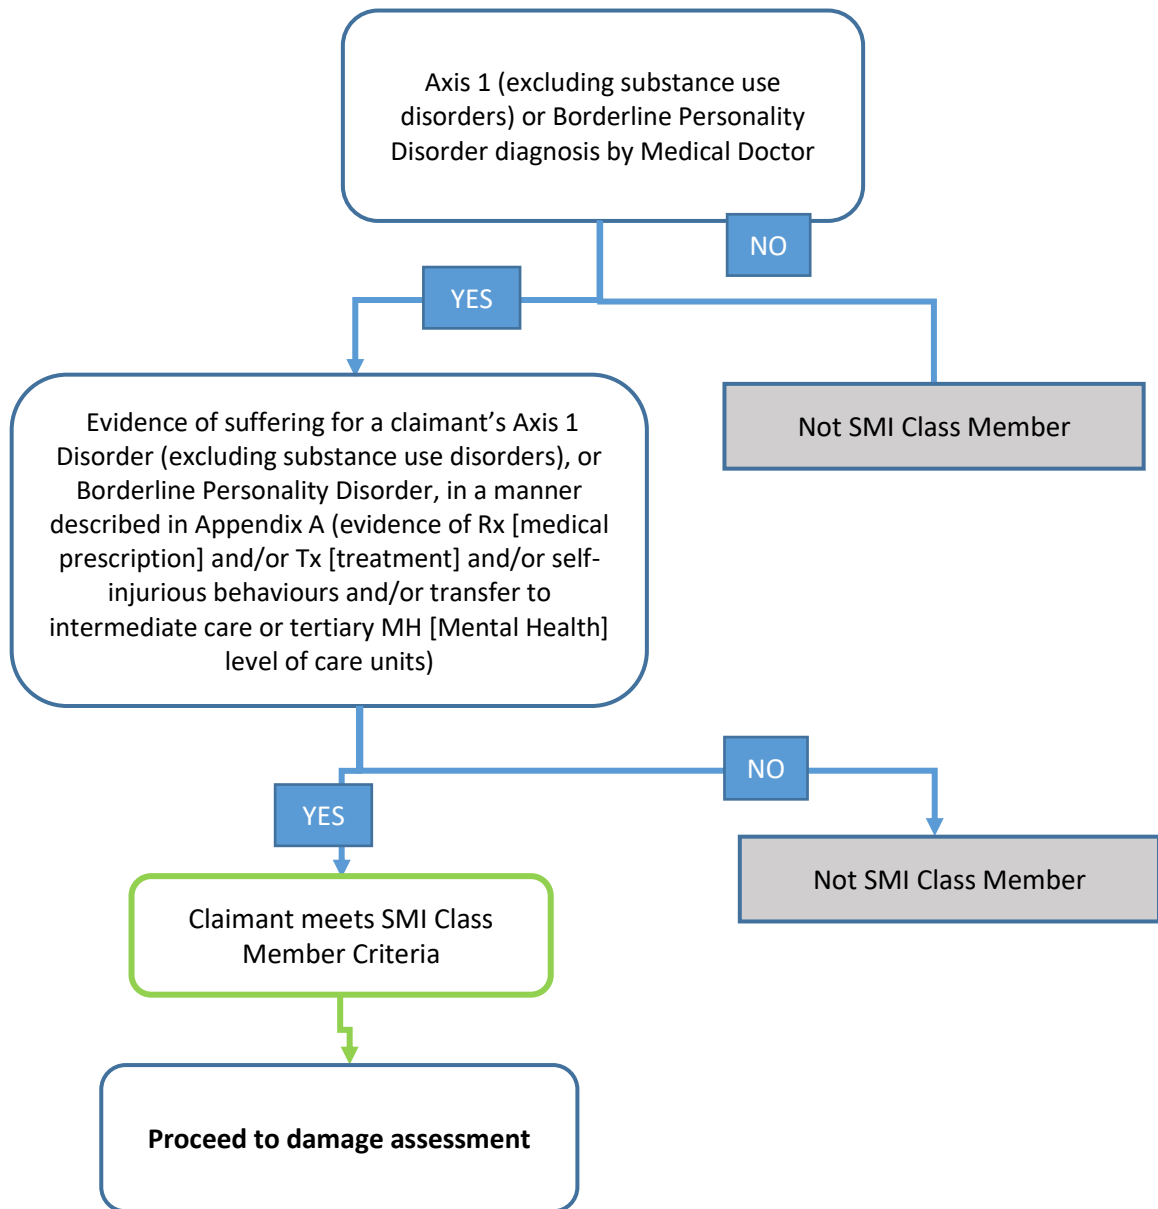 Axis 1 (excluding substance use
disorders) or Borderline Personality
Disorder diagnosis by Medical Doctor
NO
YES
Evidence of suffering for a claimant’s Axis 1
Disorder (excluding substance use disorders), or
Borderline Personality Disorder, in a manner
described in Appendix A (evidence of Rx [medical
prescription] and/or Tx [treatment] and/or self-
injurious behaviours and/or transfer to
intermediate care or tertiary MH [Mental Health]
level of care units)
Not SMI Class Member
NO
YES
Not SMI Class Member
Claimant meets SMI Class
Member Criteria
Proceed to damage assessment